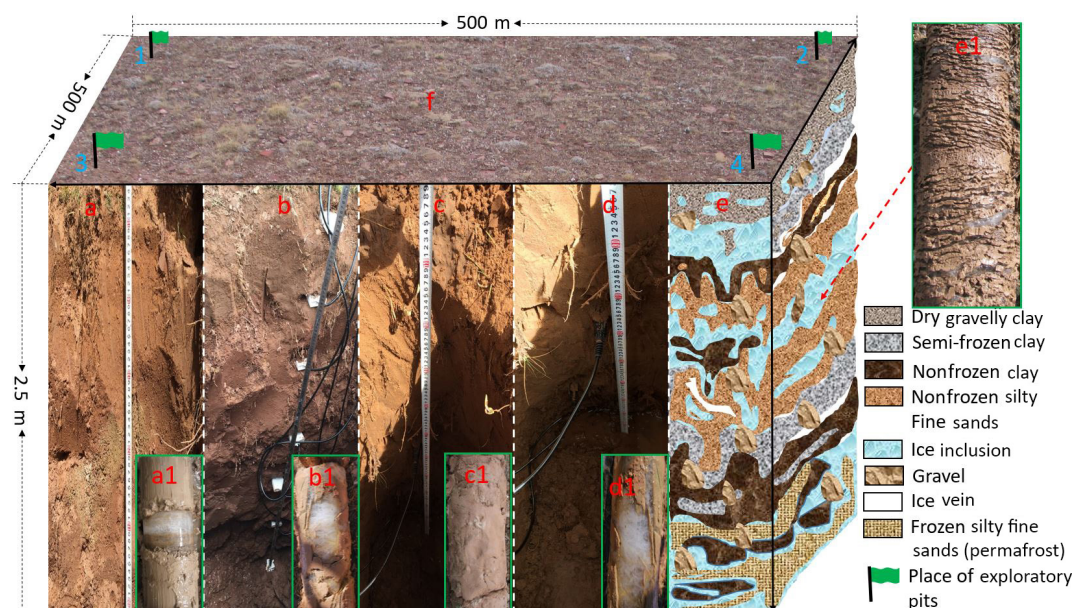 500 m
500 m
2.5 m
1
2
3
4
f
a
b
c
d
e
e1
a1
b1
c1
d1
Dry gravelly clay
Semi-frozen clay
Nonfrozen clay
Nonfrozen silty
Fine sands
Ice inclusion
Gravel
Ice vein
Frozen silty fine
sands (permafrost)
Place of exploratory
pits